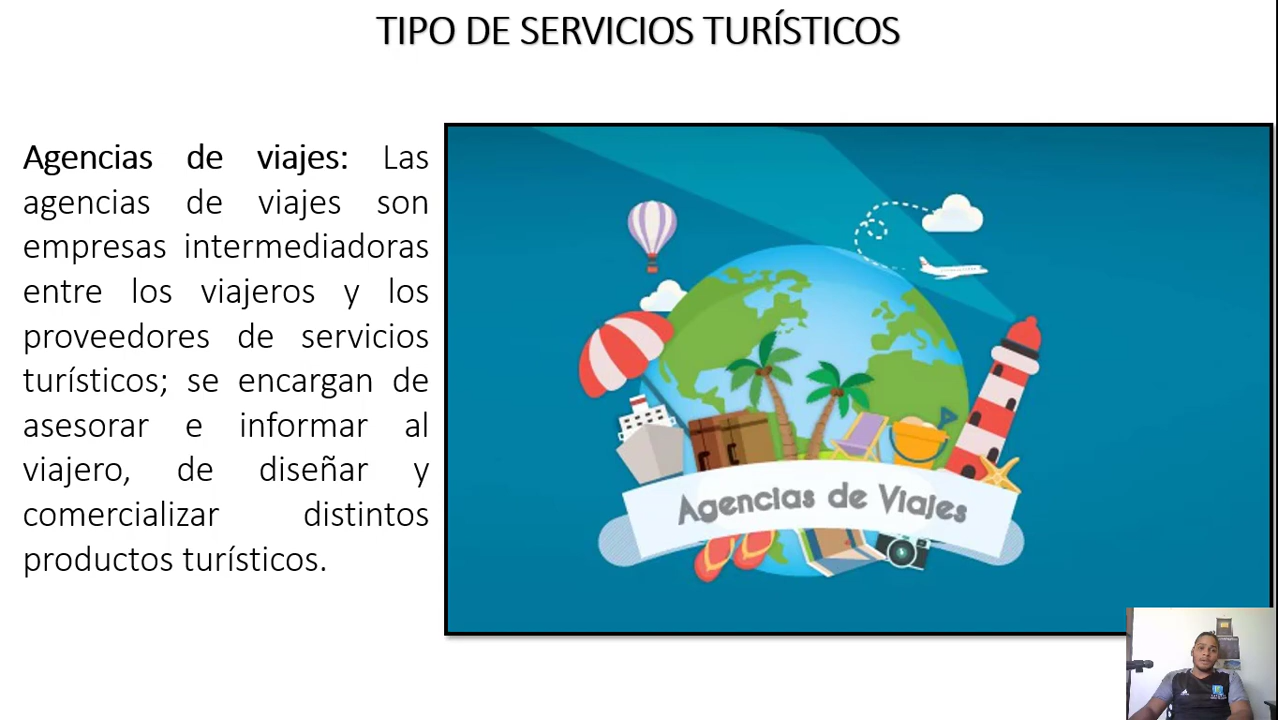 TIPO DE SERVICIOS TURÍSTICOS
Agencias de viajes: Las
agencias de viajes son
empresas intermediadoras
entre los viajeros y los
proveedores de servicios
turísticos; se encargan de
asesorar e informar al
viajero, de diseñar y
comercializar distintos
productos turísticos.
Agencias de Viajes